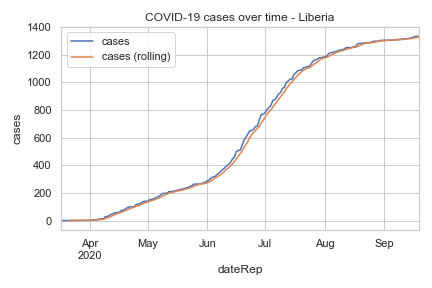 COVID-19 cases over time - Liberia
cases
cases (rolling)
1400
1200
1000
800
600
400
200
0
cases
Apr
2020
May
Jun
Jul
Aug
Sep
dateRep